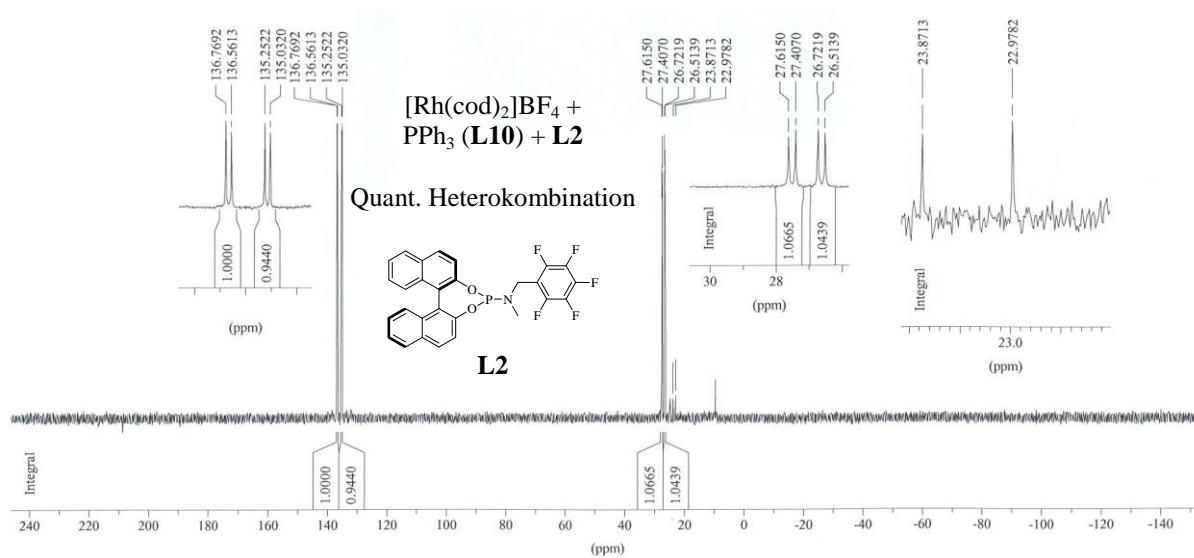 136.7692
136.5613
135.2522
135.0320
136.7692
136.5613
135.2522
135.0320
27.6150
27.4070
26.7219
26.5139
23.8713
22.9782
27.6150
27.4070
26.7219
26.5139
23.8713
22.9782
[Rh(cod)2]BF4 +
PPh3 (L10) + L2
Quant. Heterokombination
1.0000
0.9440
(ppm)
Integral
1.0665
1.0439
30 28
(ppm)
Integral
23.0
(ppm)
O
O
P
N
F
F
F
F
F
L2
Integral
1.0000
0.9440
1.0665
1.0439
240 220 200 180 160 140 120 100 80 60 40 20 0 -20 -40 -60 -80 -100 -120 -140
(ppm)